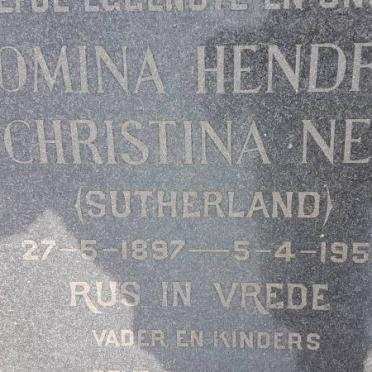 OMINA HENDR
CHRISTINA NE
(SUTHERLAND)
27-5-1897—5-4-195
RUS IN VREDE
VADER EN KINDERS